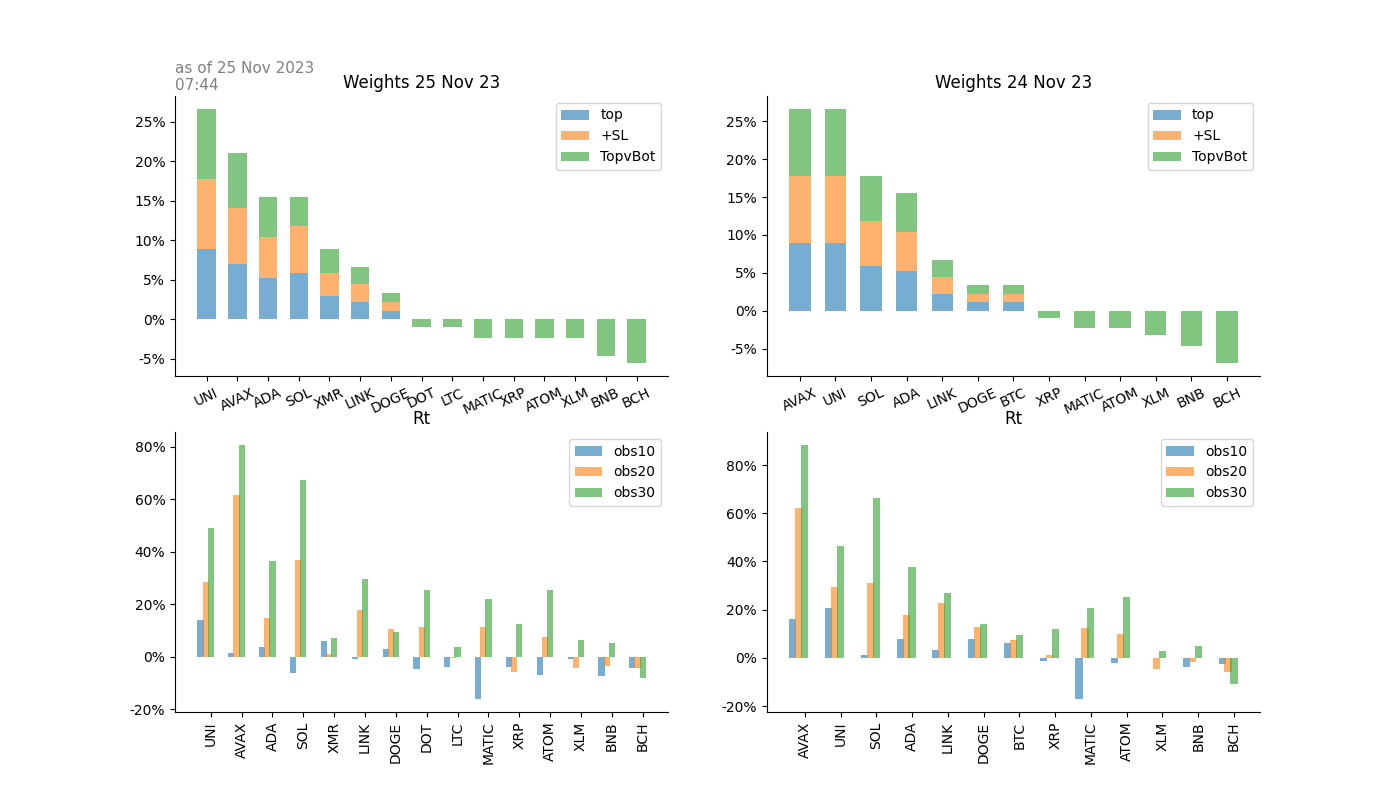 as of 25 Nov 2023
07:44
Weights 25 Nov 23
25%
20%
15%
10%
5%
0%
-5%
top
+SL
TopvBot
UNI AVAX ADA SOL XMR LINK DOGE DOT LTC MATIC XRP ATOM XLM BNB BCH
Weights 24 Nov 23
25%
20%
15%
10%
5%
0%
-5%
top
+SL
TopvBot
AVAX UNI SOL ADA LINK DOGE BTC XRP MATIC ATOM XLM BNB BCH
Rt
80%
60%
40%
20%
0%
-20%
obs10
obs20
obs30
UNI AVAX ADA SOL XMR LINK DOGE DOT LTC MATIC XRP ATOM XLM BNB BCH
Rt
80%
60%
40%
20%
0%
-20%
obs10
obs20
obs30
AVAX UNI SOL ADA LINK DOGE BTC XRP MATIC ATOM XLM BNB BCH